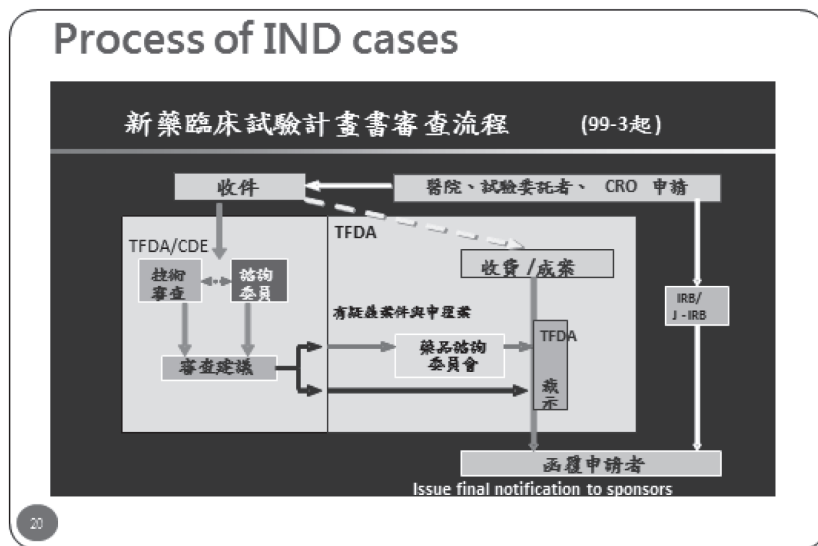 Process of IND cases
新藥臨床試驗計畫書審查流程 (99-3起)
收件
醫院、試驗委託者、 CRO 申請
TFDA/CDE
TFDA
技術
審查
諮詢
委員
收費/成案
IRB/
J-IRB
有疑義案件與申覆案
藥品諮詢
委員會
TFDA
核
示
審查建議
函覆申請者
Issue final notification to sponsors
20